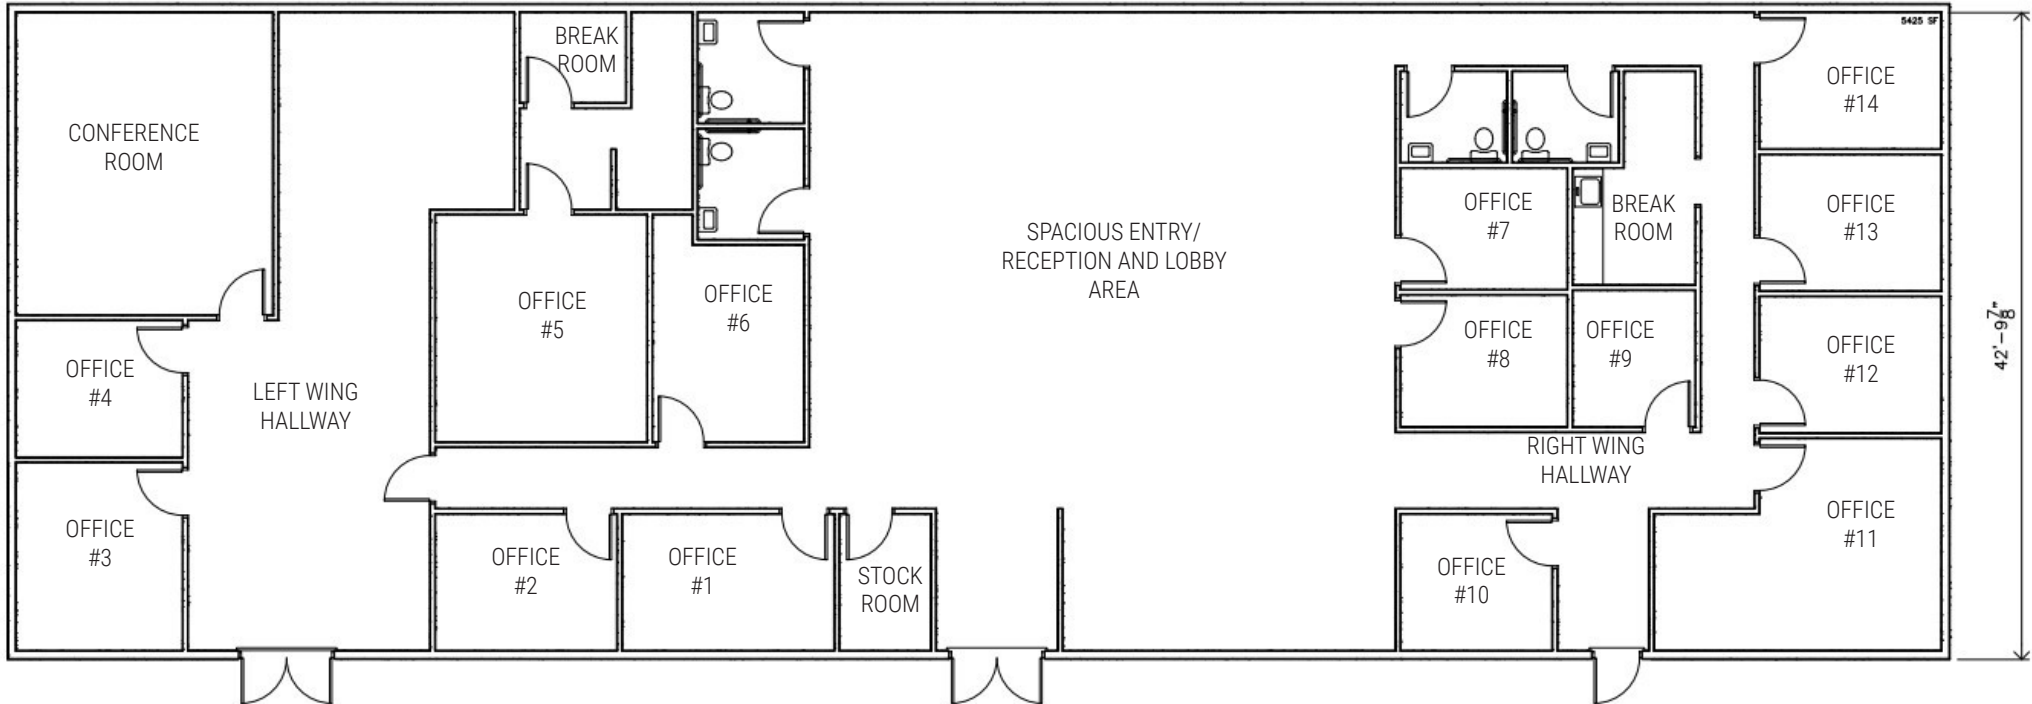 BREAK
ROOM
5425 SF
OFFICE
#14
CONFERENCE
ROOM
OFFICE
#7
BREAK
ROOM
OFFICE
#13
SPACIOUS ENTRY/
RECEPTION AND LOBBY
AREA
OFFICE
#5
OFFICE
#6
OFFICE
#8
OFFICE
#9
OFFICE
#12
42'-9⅞"
OFFICE
#4
LEFT WING
HALLWAY
RIGHT WING
HALLWAY
OFFICE
#3
OFFICE
#2
OFFICE
#1
STOCK
ROOM
OFFICE
#10
OFFICE
#11